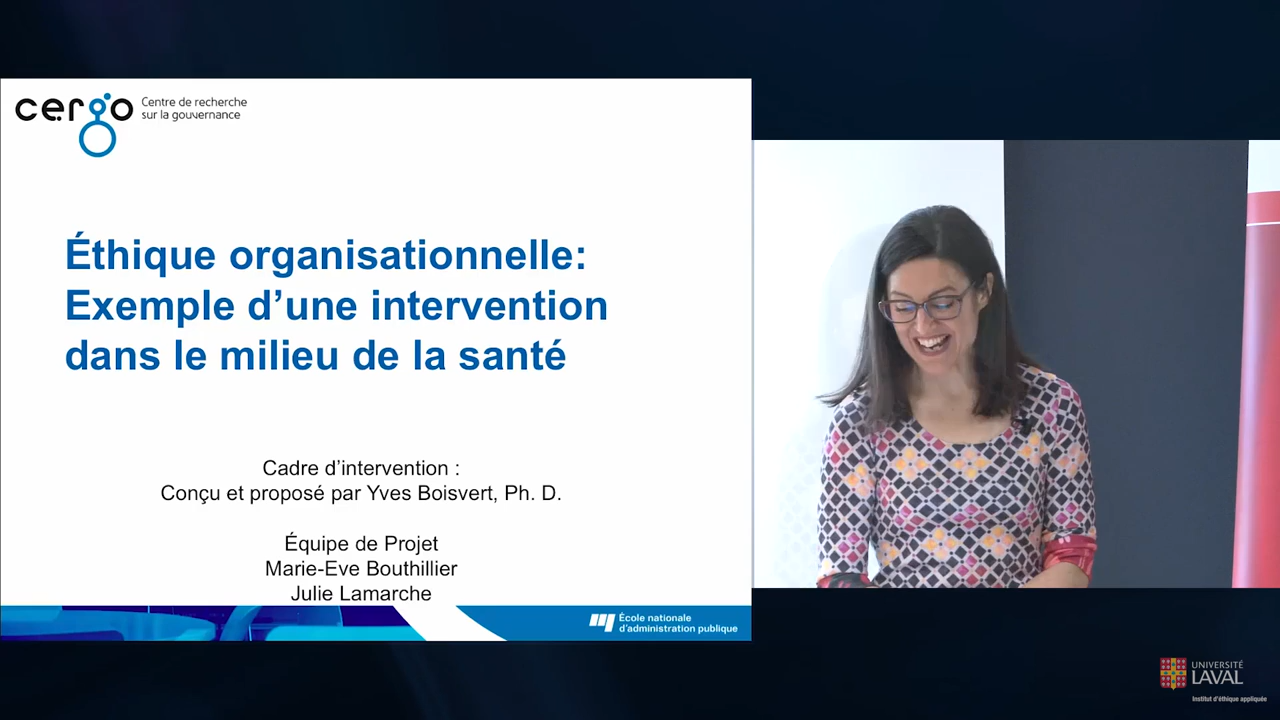 cergo
Centre de recherche
sur la gouvernance
Éthique organisationnelle:
Exemple d’une intervention
dans le milieu de la santé
Cadre d’intervention :
Conçu et proposé par Yves Boisvert, Ph. D.
Équipe de Projet
Marie-Eve Bouthillier
Julie Lamarche
École nationale
d’administration publique
UNIVERSITÉ
LAVAL
Institut d’éthique appliquée